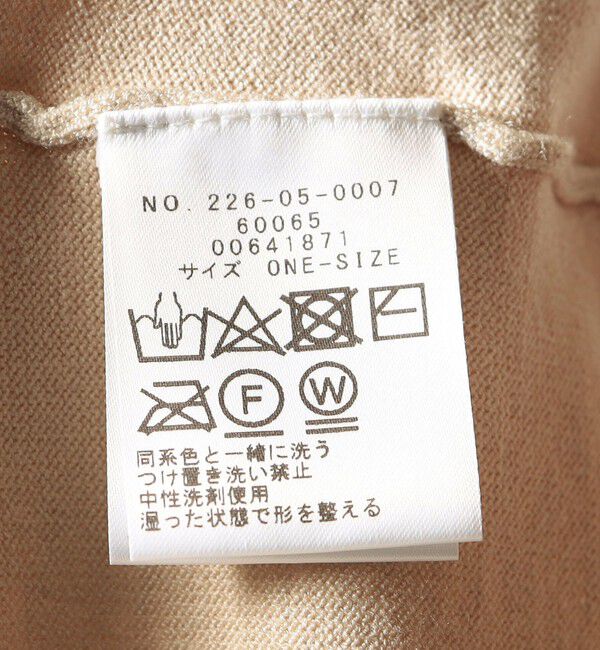 NO. 226-05-0007
60065
00641871
サイズ ONE-SIZE
F W
同系色と一緒に洗う
つけ置き洗い禁止
中性洗剤使用
湿った状態で形を整える